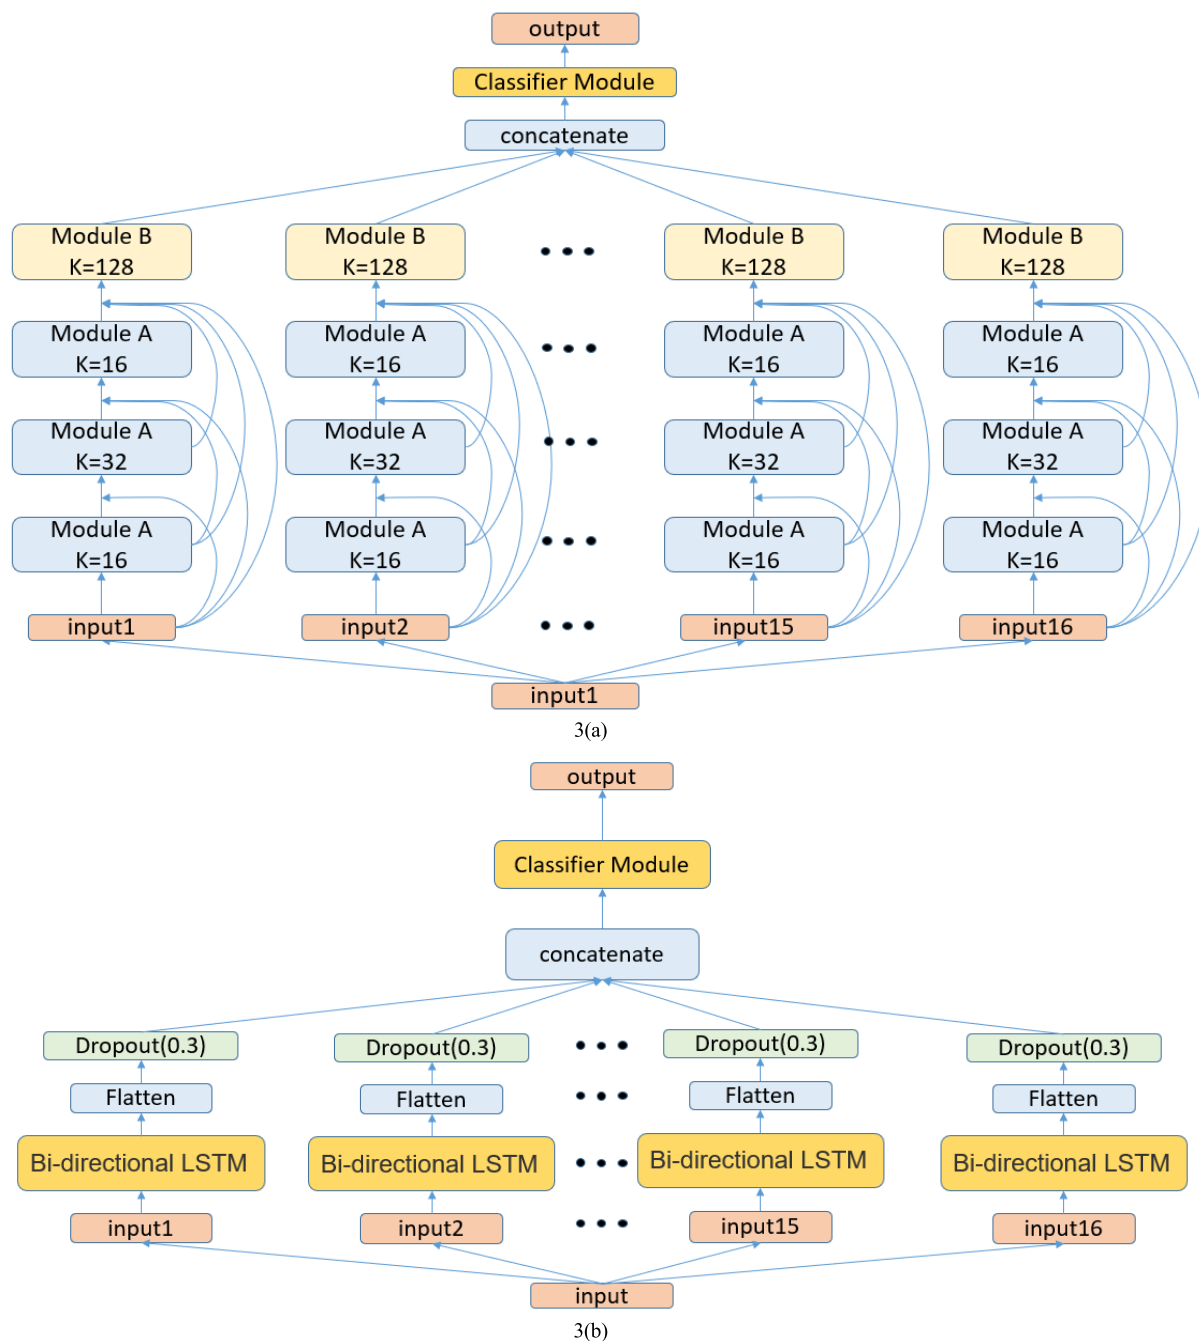 output
Classifier Module
concatenate
Module B
K=128
Module B
K=128
Module B
K=128
Module B
K=128
Module A
K=16
Module A
K=16
Module A
K=16
Module A
K=16
Module A
K=32
Module A
K=32
Module A
K=32
Module A
K=32
Module A
K=16
Module A
K=16
Module A
K=16
Module A
K=16
input1
input2
input15
input16
input1
3(a)
output
Classifier Module
concatenate
Dropout(0.3)
Dropout(0.3)
Dropout(0.3)
Dropout(0.3)
Flatten
Flatten
Flatten
Flatten
Bi-directional LSTM
Bi-directional LSTM
Bi-directional LSTM
Bi-directional LSTM
input1
input2
input15
input16
input
3(b)